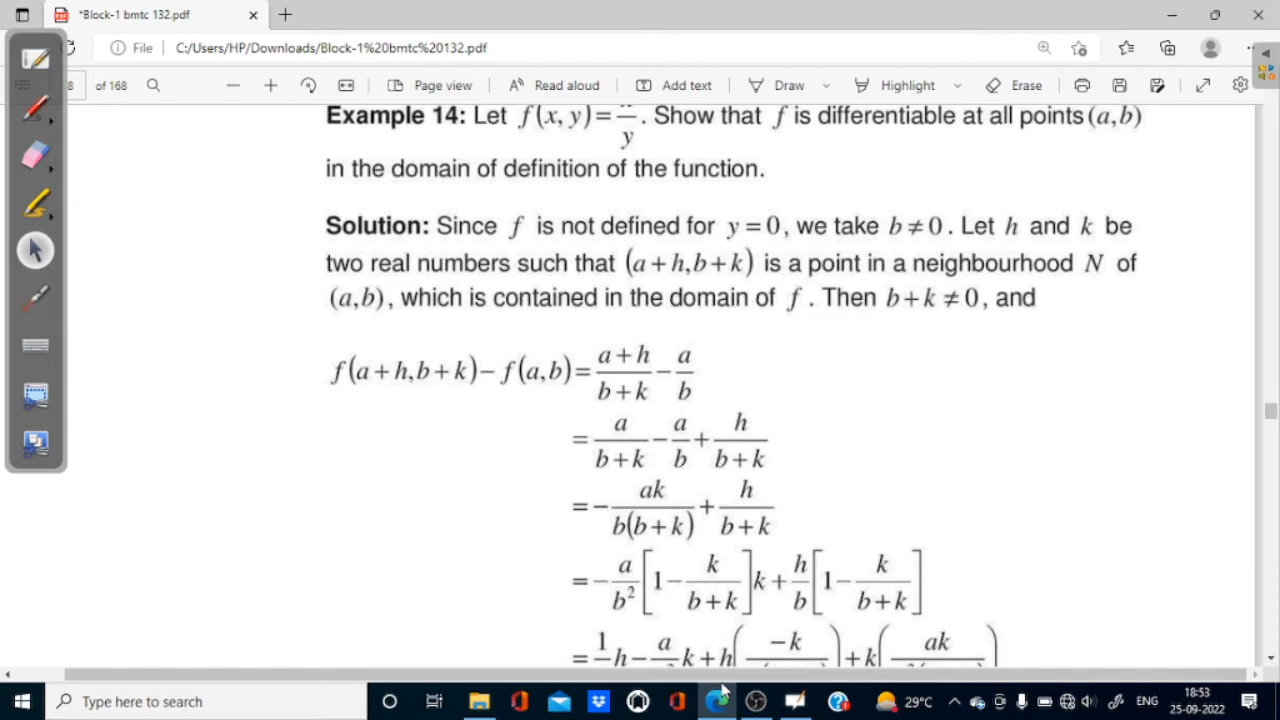 *Block-1 bmtc 132.pdf
File C:/Users/HP/Downloads/Block-1%20bmtc%20132.pdf
8 of 168 Page view Read aloud Add text Draw Highlight Erase
Example 14: Let f(x, y) = /y . Show that f is differentiable at all points (a,b)
in the domain of definition of the function.
Solution: Since f is not defined for y = 0, we take b ≠ 0. Let h and k be
two real numbers such that (a+h,b+k) is a point in a neighbourhood N of
(a,b), which is contained in the domain of f. Then b+k ≠ 0, and
f(a+h,b+k) − f(a,b) = (a+h)/(b+k) − a/b
= a/(b+k) − a/b + h/(b+k)
= − ak/(b(b+k)) + h/(b+k)
= − a/b² [1 − k/(b+k)] k + h/b [1 − k/(b+k)]
= 1 h − a k + h( −k ) + k( ak )
Type here to search 29°C ENG 18:53
25-09-2022